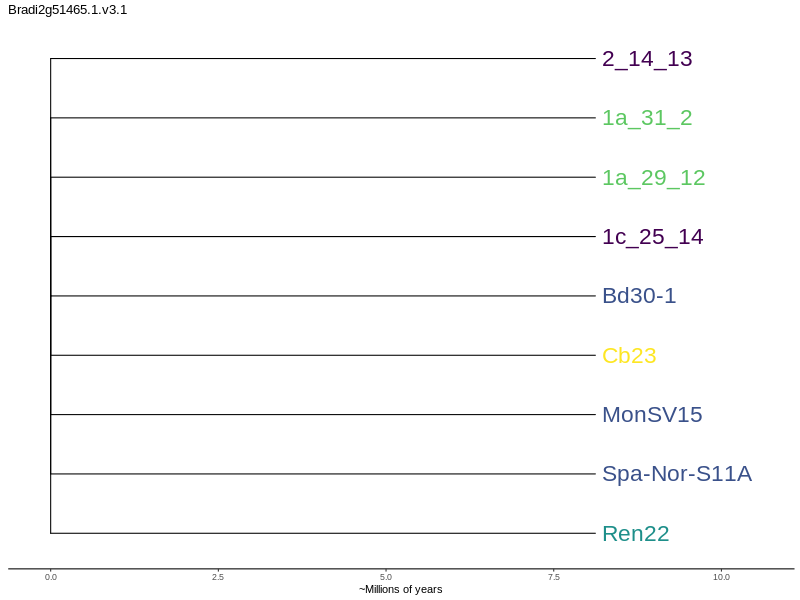 Bradi2g51465.1.v3.1
2_14_13
1a_31_2
1a_29_12
1c_25_14
Bd30-1
Cb23
MonSV15
Spa-Nor-S11A
Ren22
0.0 2.5 5.0 7.5 10.0
~Millions of years